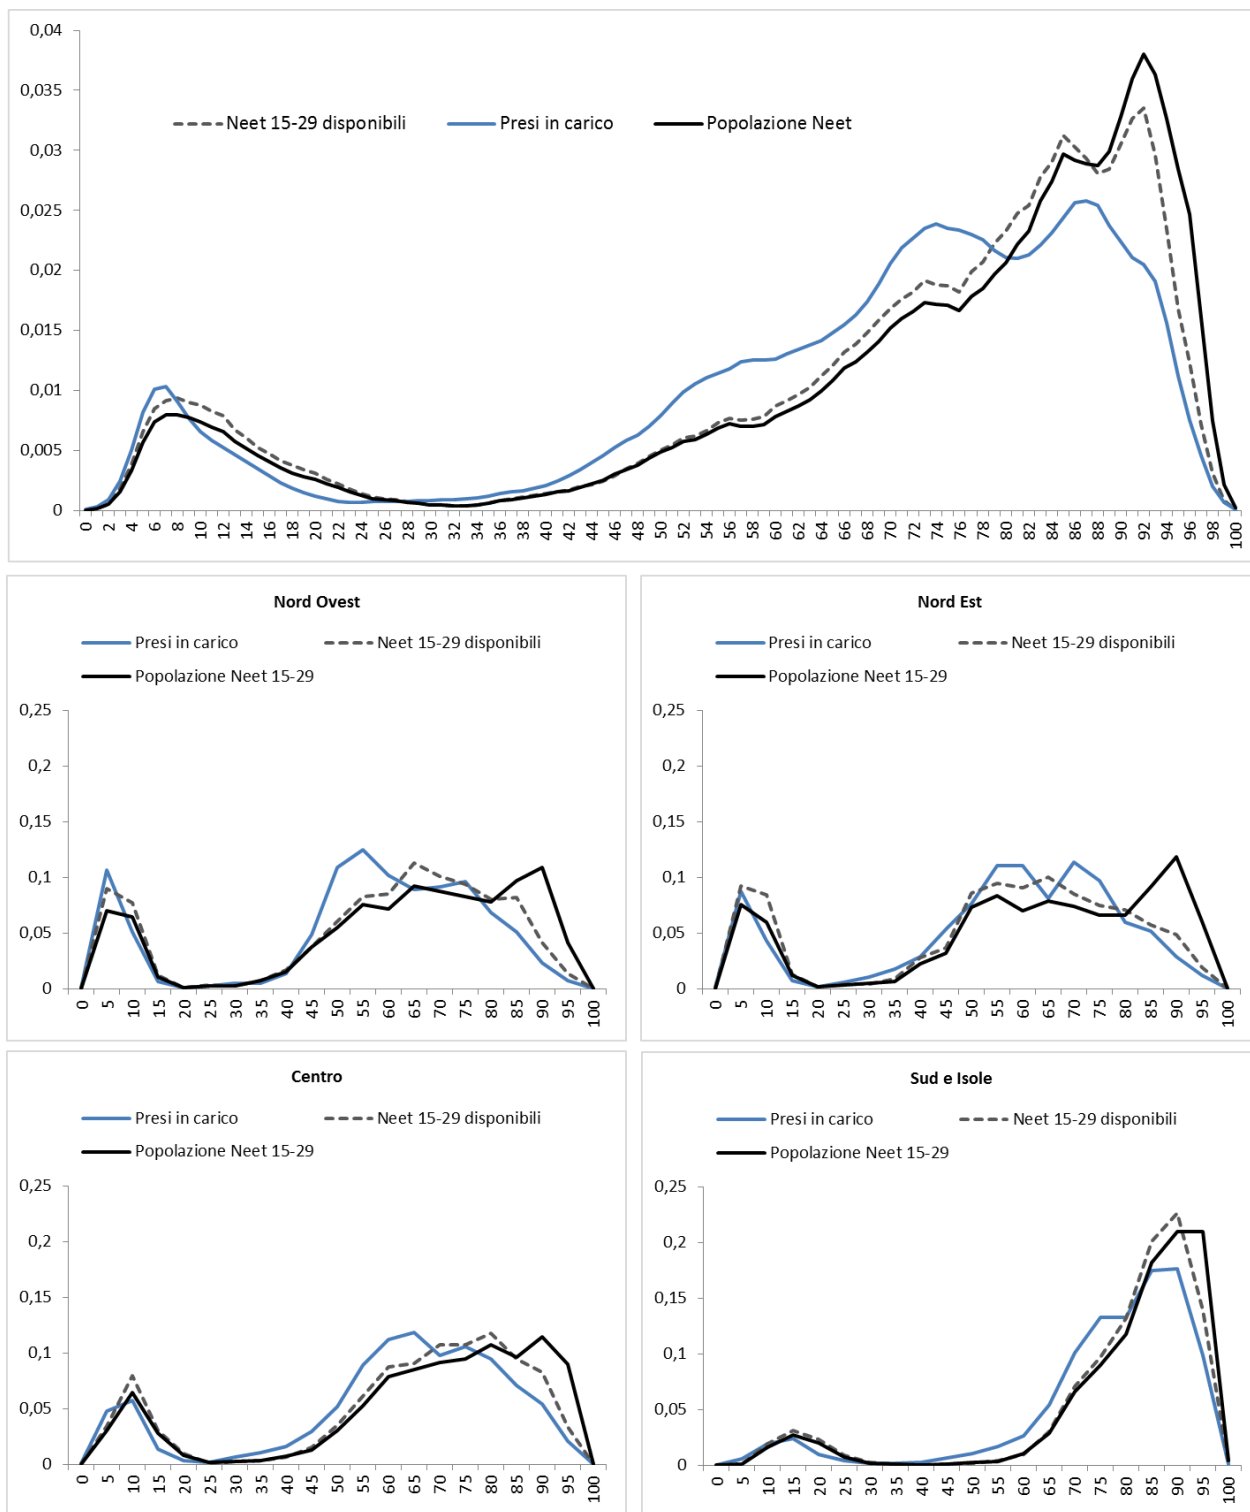 0,04
0,035
Neet 15-29 disponibili Presi in carico Popolazione Neet
0,03
0,025
0,02
0,015
0,01
0,005
0
0 2 4 6 8 10 12 14 16 18 20 22 24 26 28 30 32 34 36 38 40 42 44 46 48 50 52 54 56 58 60 62 64 66 68 70 72 74 76 78 80 82 84 86 88 90 92 94 96 98 100
Nord Ovest
Presi in carico Neet 15-29 disponibili
Popolazione Neet 15-29
0,25
0,2
0,15
0,1
0,05
0
0 5 10 15 20 25 30 35 40 45 50 55 60 65 70 75 80 85 90 95 100
Nord Est
Presi in carico Neet 15-29 disponibili
Popolazione Neet 15-29
0,25
0,2
0,15
0,1
0,05
0
0 5 10 15 20 25 30 35 40 45 50 55 60 65 70 75 80 85 90 95 100
Centro
Presi in carico Neet 15-29 disponibili
Popolazione Neet 15-29
0,25
0,2
0,15
0,1
0,05
0
0 5 10 15 20 25 30 35 40 45 50 55 60 65 70 75 80 85 90 95 100
Sud e Isole
Presi in carico Neet 15-29 disponibili
Popolazione Neet 15-29
0,25
0,2
0,15
0,1
0,05
0
0 5 10 15 20 25 30 35 40 45 50 55 60 65 70 75 80 85 90 95 100